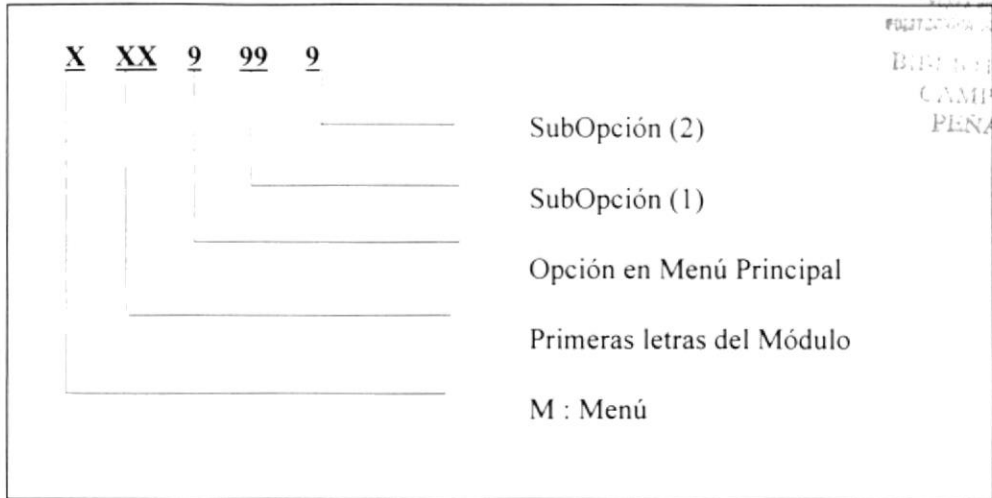 X XX 9 99 9
SubOpción (2)
SubOpción (1)
Opción en Menú Principal
Primeras letras del Módulo
M : Menú